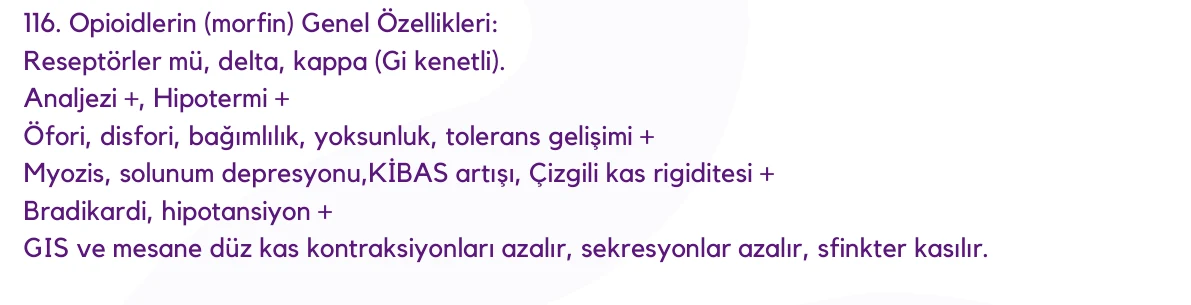 116. Opioidlerin (morfin) Genel Özellikleri:
Reseptörler mü, delta, kappa (Gi kenetli).
Analjezi +, Hipotermi +
Öfori, disfori, bağımlılık, yoksunluk, tolerans gelişimi +
Myozis, solunum depresyonu,KİBAS artışı, Çizgili kas rigiditesi +
Bradikardi, hipotansiyon +
GIS ve mesane düz kas kontraksiyonları azalır, sekresyonlar azalır, sfinkter kasılır.